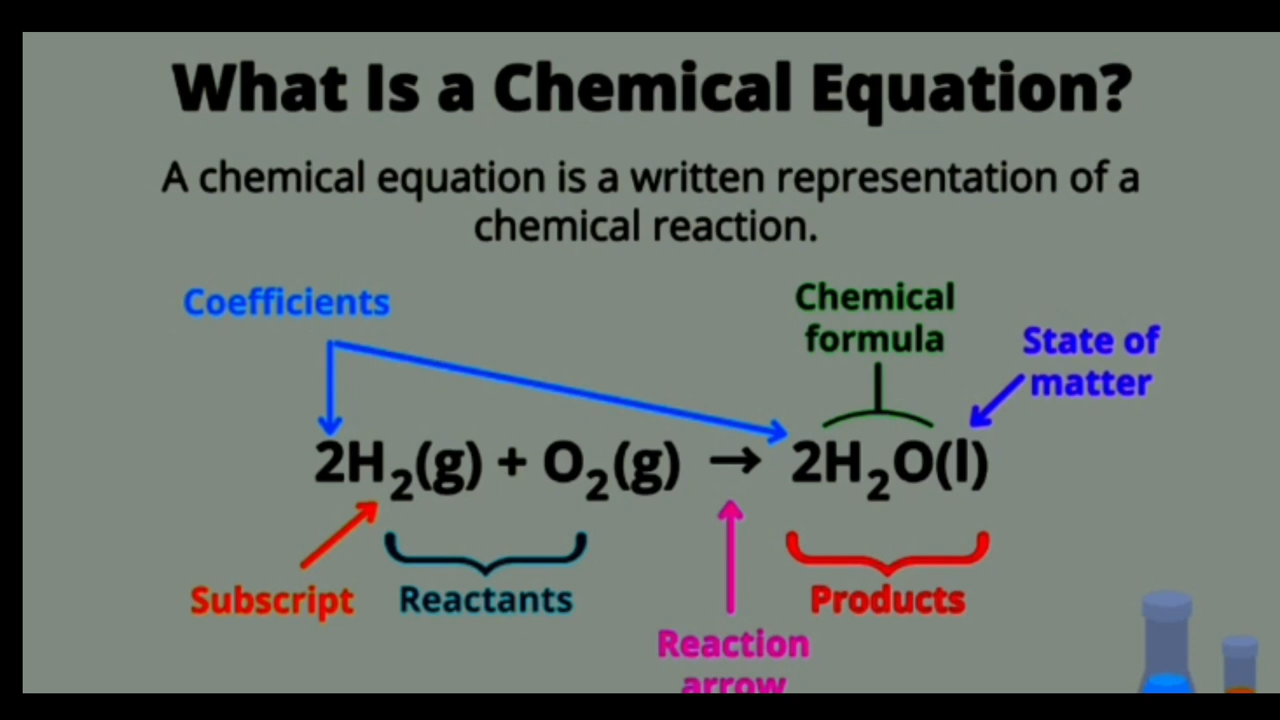 What Is a Chemical Equation?
A chemical equation is a written representation of a
chemical reaction.
Coefficients
Chemical
formula
State of
matter
2H₂(g) + O₂(g) → 2H₂O(l)
Subscript
Reactants
Products
Reaction
arrow